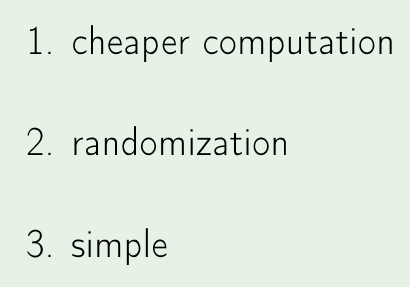 1. cheaper computation
2. randomization
3. simple